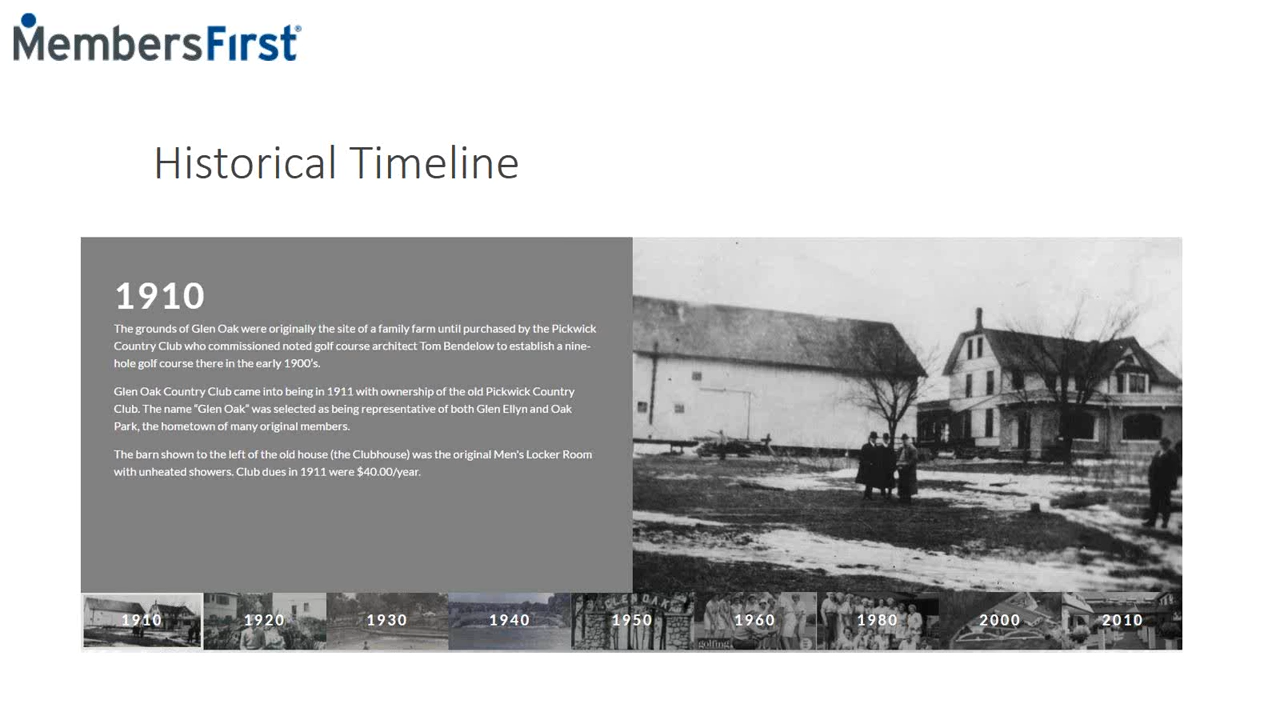 MembersFirst®
Historical Timeline
1910
The grounds of Glen Oak were originally the site of a family farm until purchased by the Pickwick
Country Club who commissioned noted golf course architect Tom Bendelow to establish a nine-
hole golf course there in the early 1900's.
Glen Oak Country Club came into being in 1911 with ownership of the old Pickwick Country
Club. The name "Glen Oak" was selected as being representative of both Glen Ellyn and Oak
Park, the hometown of many original members.
The barn shown to the left of the old house (the Clubhouse) was the original Men's Locker Room
with unheated showers. Club dues in 1911 were $40.00/year.
GLEN OAK
1910 1920 1930 1940 1950 1960 1980 2000 2010
golfing